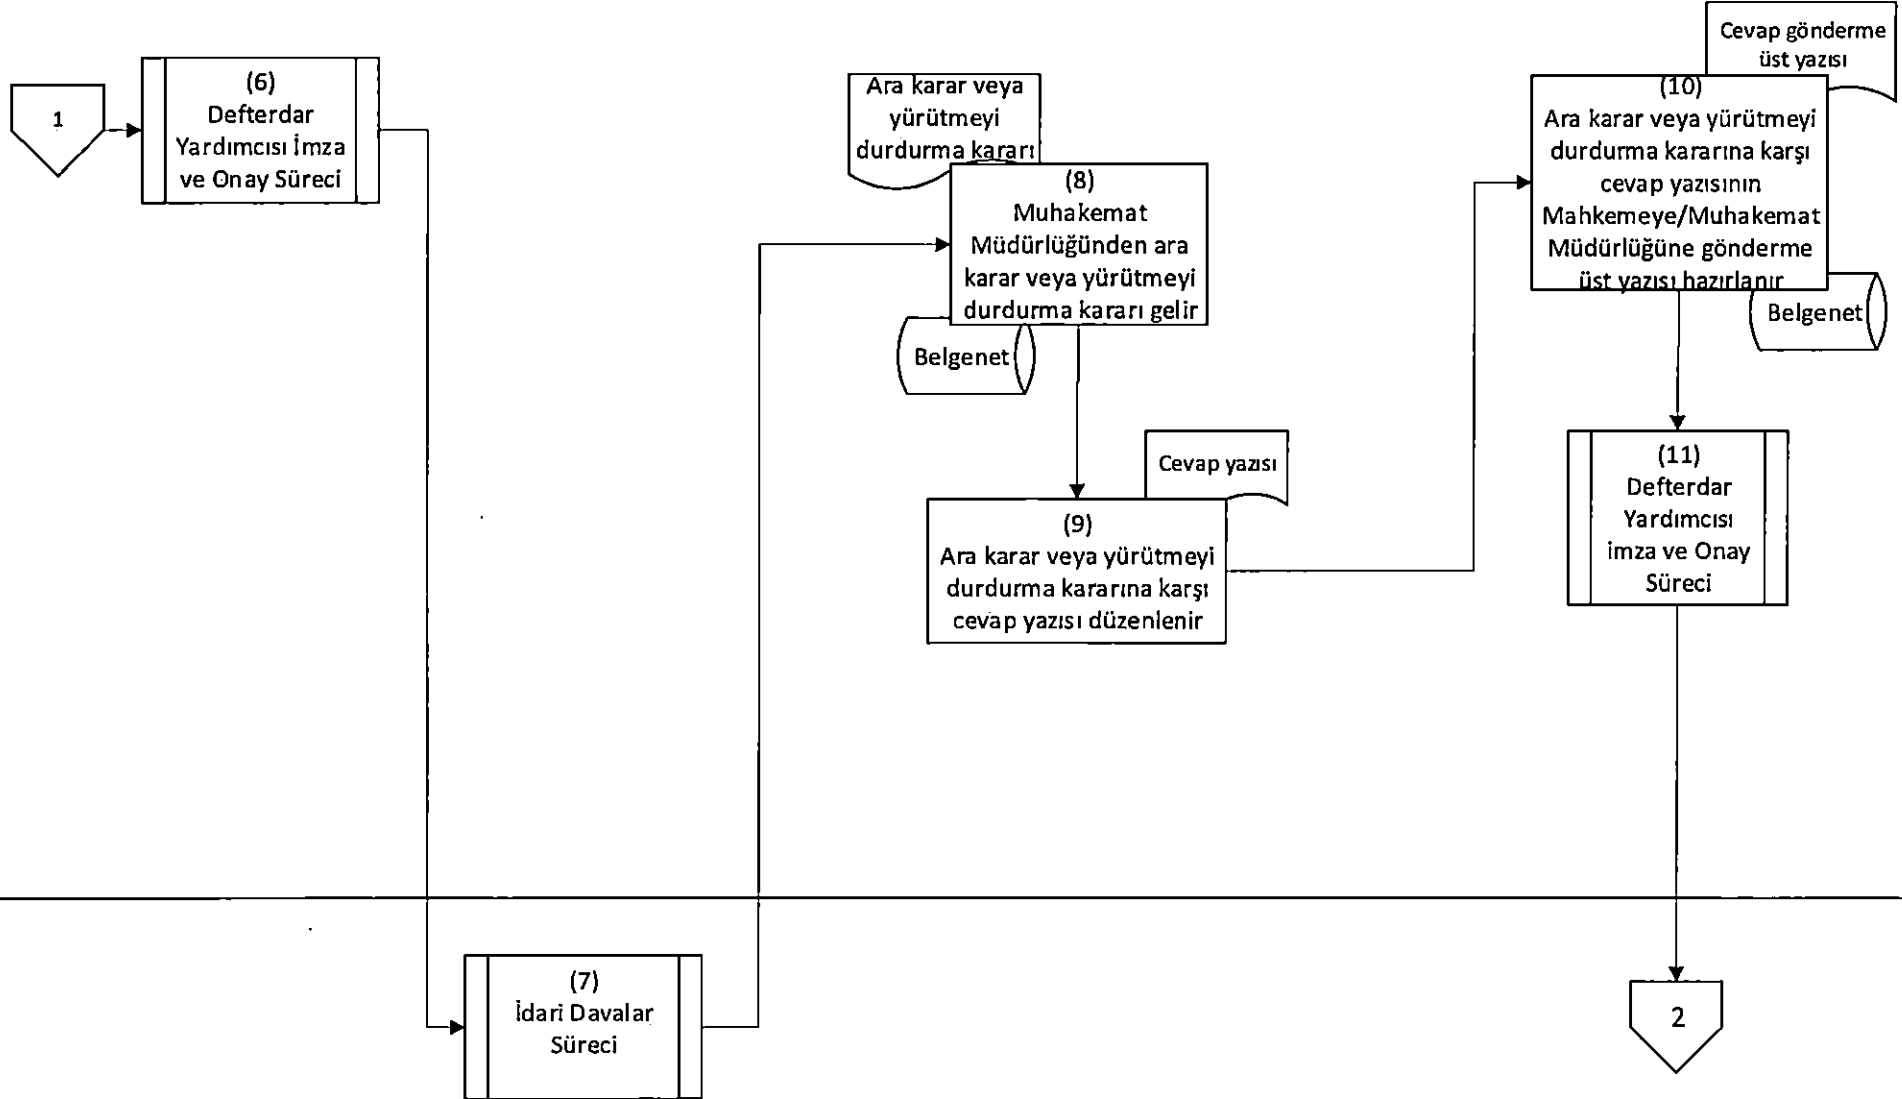 1
(6)
Defterdar
Yardımcısı İmza
ve Onay Süreci
(7)
İdari Davalar
Süreci
Ara karar veya
yürütmeyi
durdurma kararı
(8)
Muhakemat
Müdürlüğünden ara
karar veya yürütmeyi
durdurma kararı gelir
Belgenet
Cevap yazısı
(9)
Ara karar veya yürütmeyi
durdurma kararına karşı
cevap yazısı düzenlenir
Cevap gönderme
üst yazısı
(10)
Ara karar veya yürütmeyi
durdurma kararına karşı
cevap yazısının
Mahkemeye/Muhakemat
Müdürlüğüne gönderme
üst yazısı hazırlanır
Belgenet
(11)
Defterdar
Yardımcısı
imza ve Onay
Süreci
2